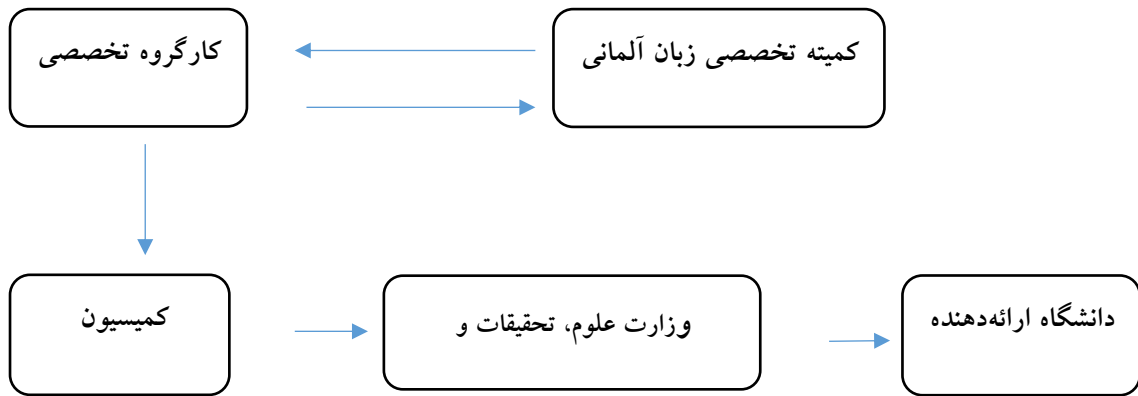 کمیته تخصصی زبان آلمانی
کارگروه تخصصی
کمیسیون
وزارت علوم، تحقیقات و
دانشگاه ارائه‌دهنده